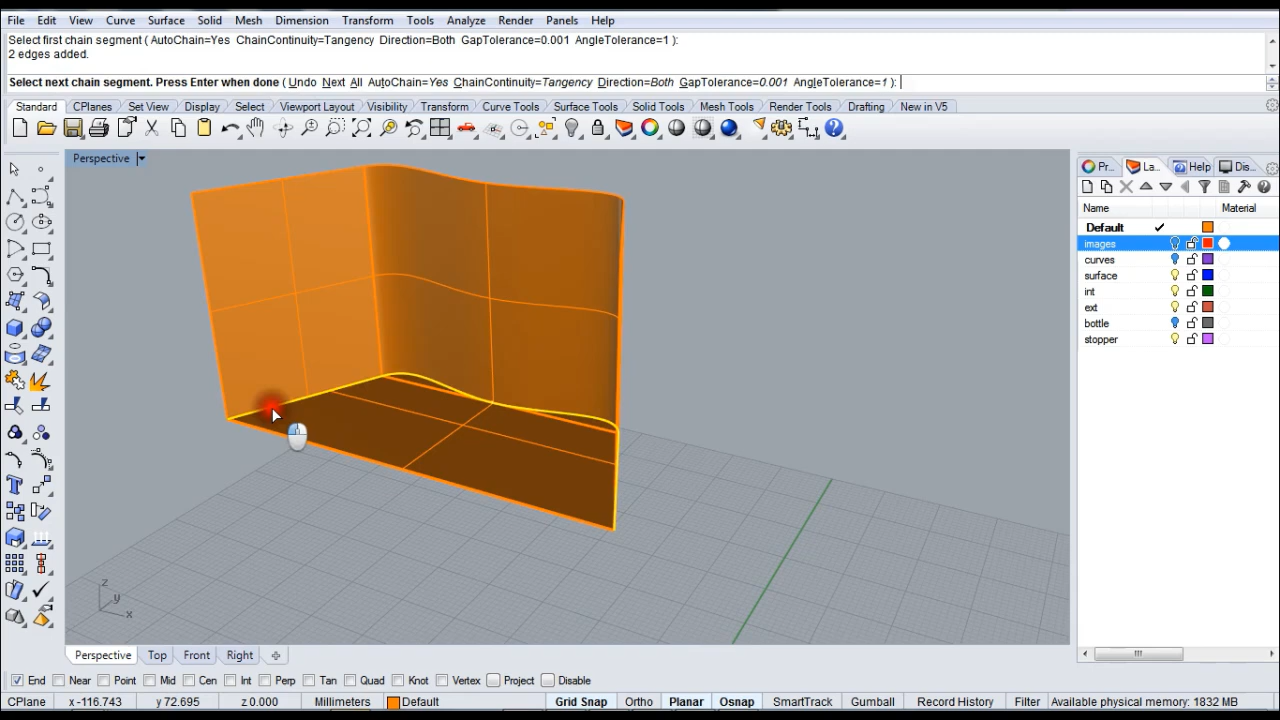 File Edit View Curve Surface Solid Mesh Dimension Transform Tools Analyze Render Panels Help
Select first chain segment ( AutoChain=Yes ChainContinuity=Tangency Direction=Both GapTolerance=0.001 AngleTolerance=1 ):
2 edges added.
Select next chain segment. Press Enter when done ( Undo Next All AutoChain=Yes ChainContinuity=Tangency Direction=Both GapTolerance=0.001 AngleTolerance=1 ):
Standard CPlanes Set View Display Select Viewport Layout Visibility Transform Curve Tools Surface Tools Solid Tools Mesh Tools Render Tools Drafting New in V5
Perspective
Pr... La... Help Dis...
Name Material
Default
images
curves
surface
int
ext
bottle
stopper
z
y
x
Perspective Top Front Right
End Near Point Mid Cen Int Perp Tan Quad Knot Vertex Project Disable
CPlane x -116.743 y 72.695 z 0.000 Millimeters Default Grid Snap Ortho Planar Osnap SmartTrack Gumball Record History Filter Available physical memory: 1832 MB